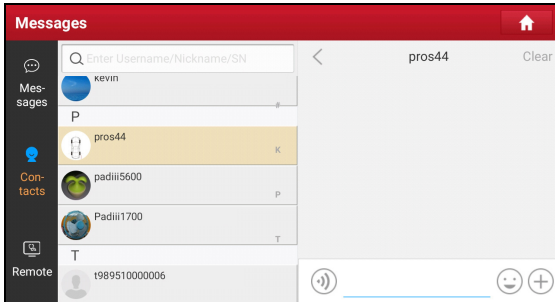 Messages
Enter Username/Nickname/SN
pros44
Clear
Mes-
sages
kevin
#
P
pros44
K
Con-
tacts
padiii5600
P
Padiii1700
T
T
Remote
t989510000006